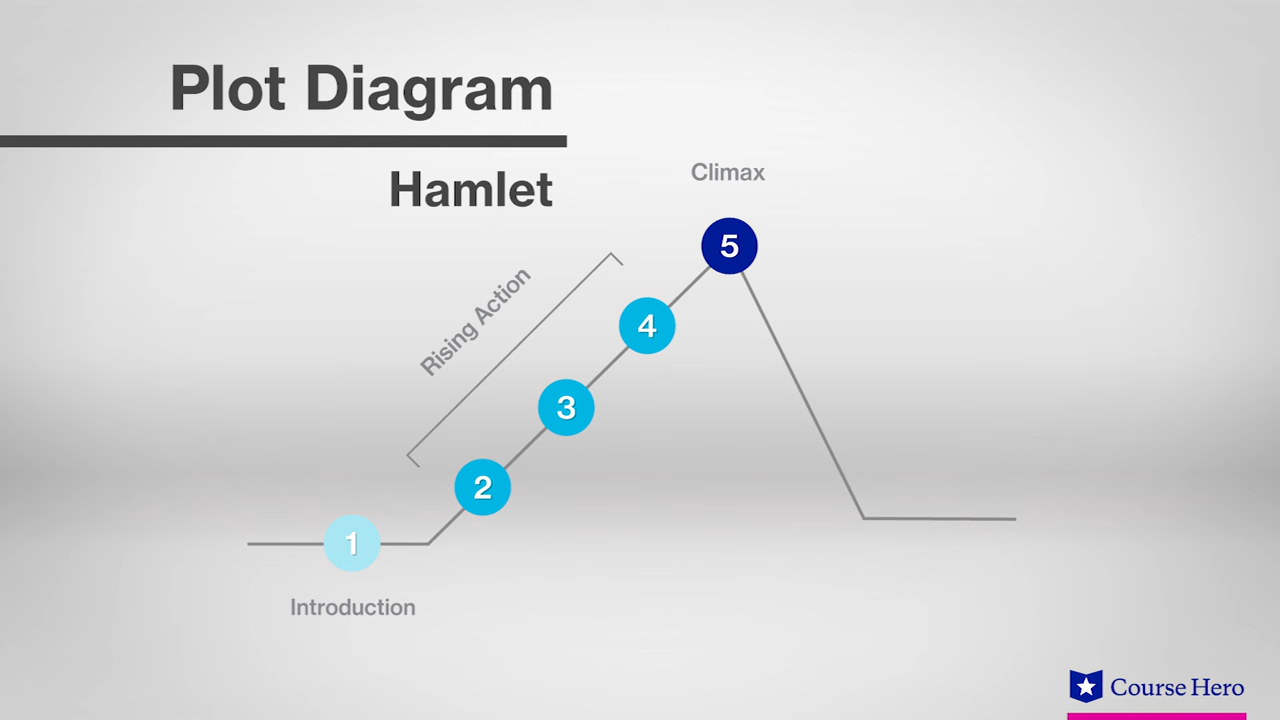 Plot Diagram
Hamlet
Climax
5
Rising Action
4
3
2
1
Introduction
Course Hero